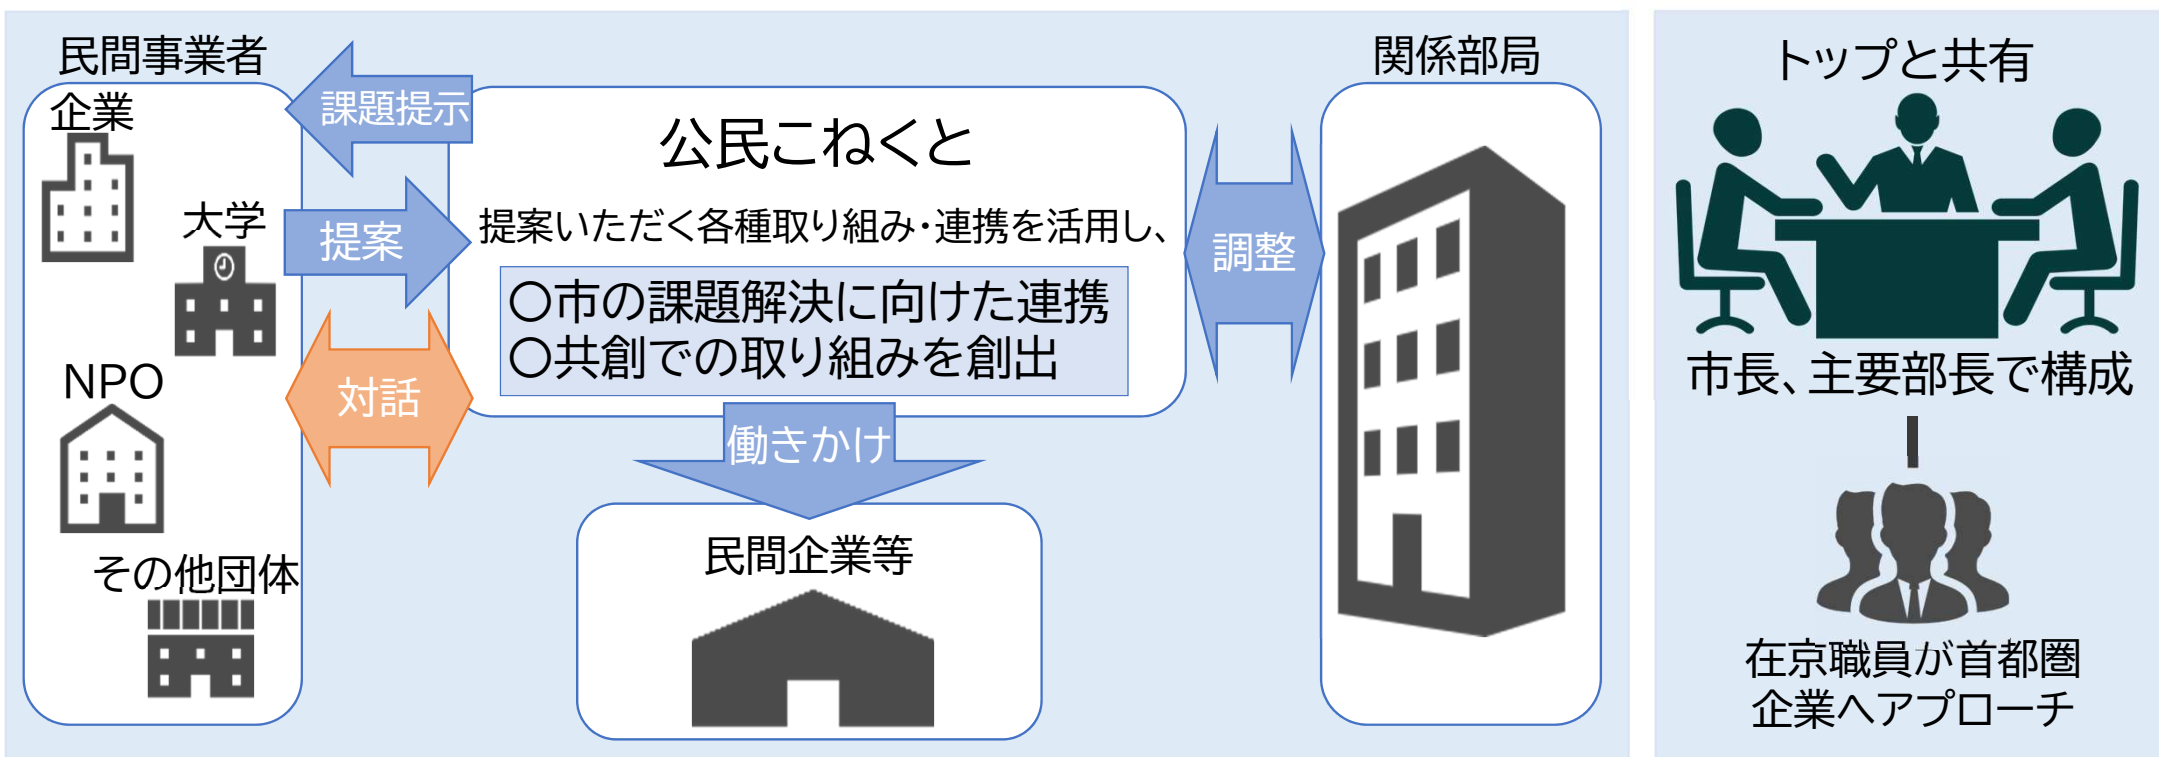 民間事業者
企業
大学
NPO
その他団体
課題提示
提案
対話
公民こねくと
提案いただく各種取り組み・連携を活用し、
〇市の課題解決に向けた連携
〇共創での取り組みを創出
働きかけ
民間企業等
調整
関係部局
トップと共有
市長、主要部長で構成
在京職員が首都圏
企業へアプローチ